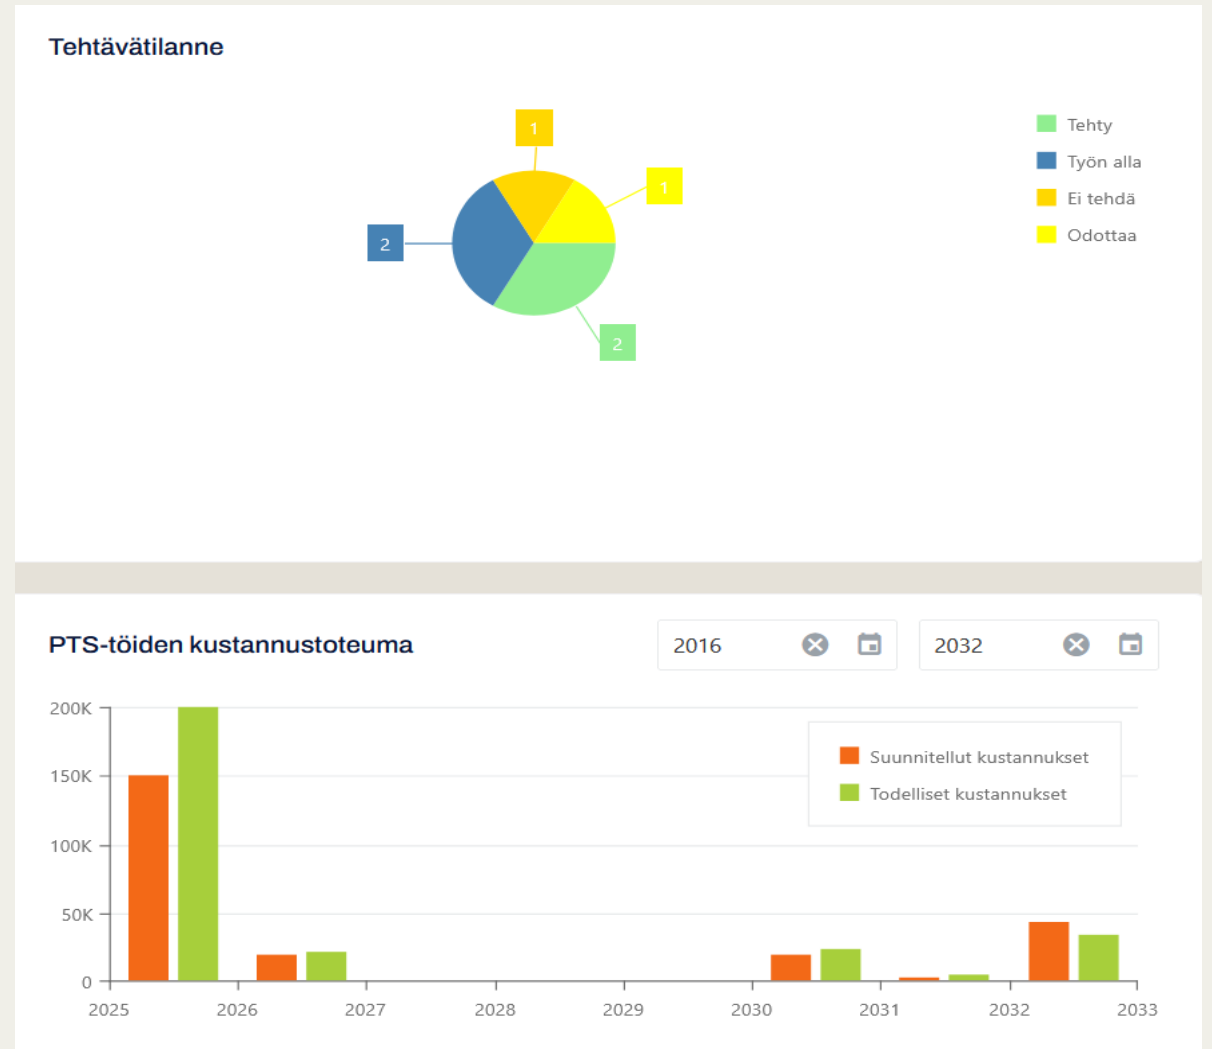 Tehtävätilanne
1
1
2
2
Tehty
Työn alla
Ei tehdä
Odottaa
PTS-töiden kustannustoteuma
2016
2032
200K
150K
100K
50K
0
Suunnitellut kustannukset
Todelliset kustannukset
2025 2026 2027 2028 2029 2030 2031 2032 2033